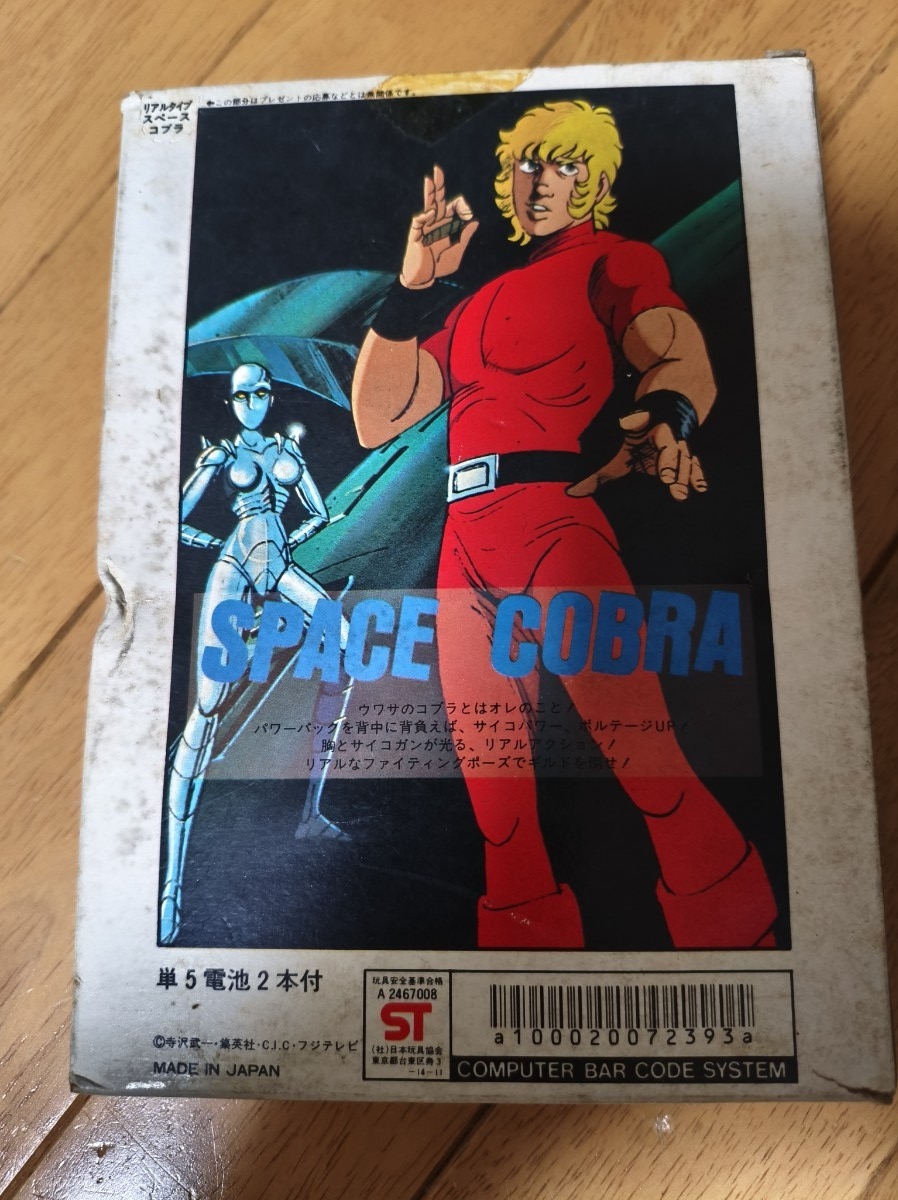 リアルタイプ
スペース
コブラ
←この部分はプレゼントの応募などとは無関係です。
SPACE COBRA
ウワサのコブラとはオレのこと!
パワーパックを背中に背負えば、サイコパワー、ボルテージUP!
胸とサイコガンが光る、リアルアクション!
リアルなファイティングポーズでギルドを倒せ!
単5電池2本付
©寺沢武一・集英社・C.I.C・フジテレビ
MADE IN JAPAN
玩具安全基準合格
A 2467008
ST
(社)日本玩具協会
東京都台東区寿3
-14-11
a100020072393a
COMPUTER BAR CODE SYSTEM